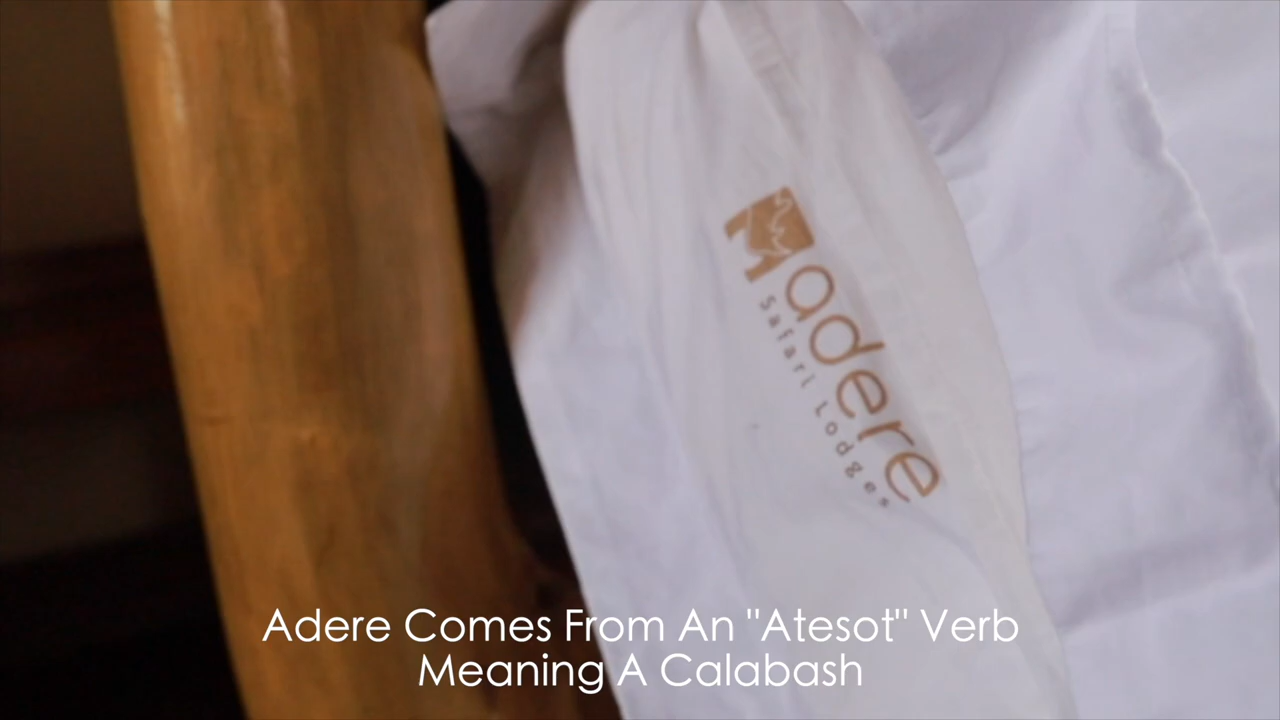 adere
Safari Lodges
Adere Comes From An "Atesot" Verb
Meaning A Calabash